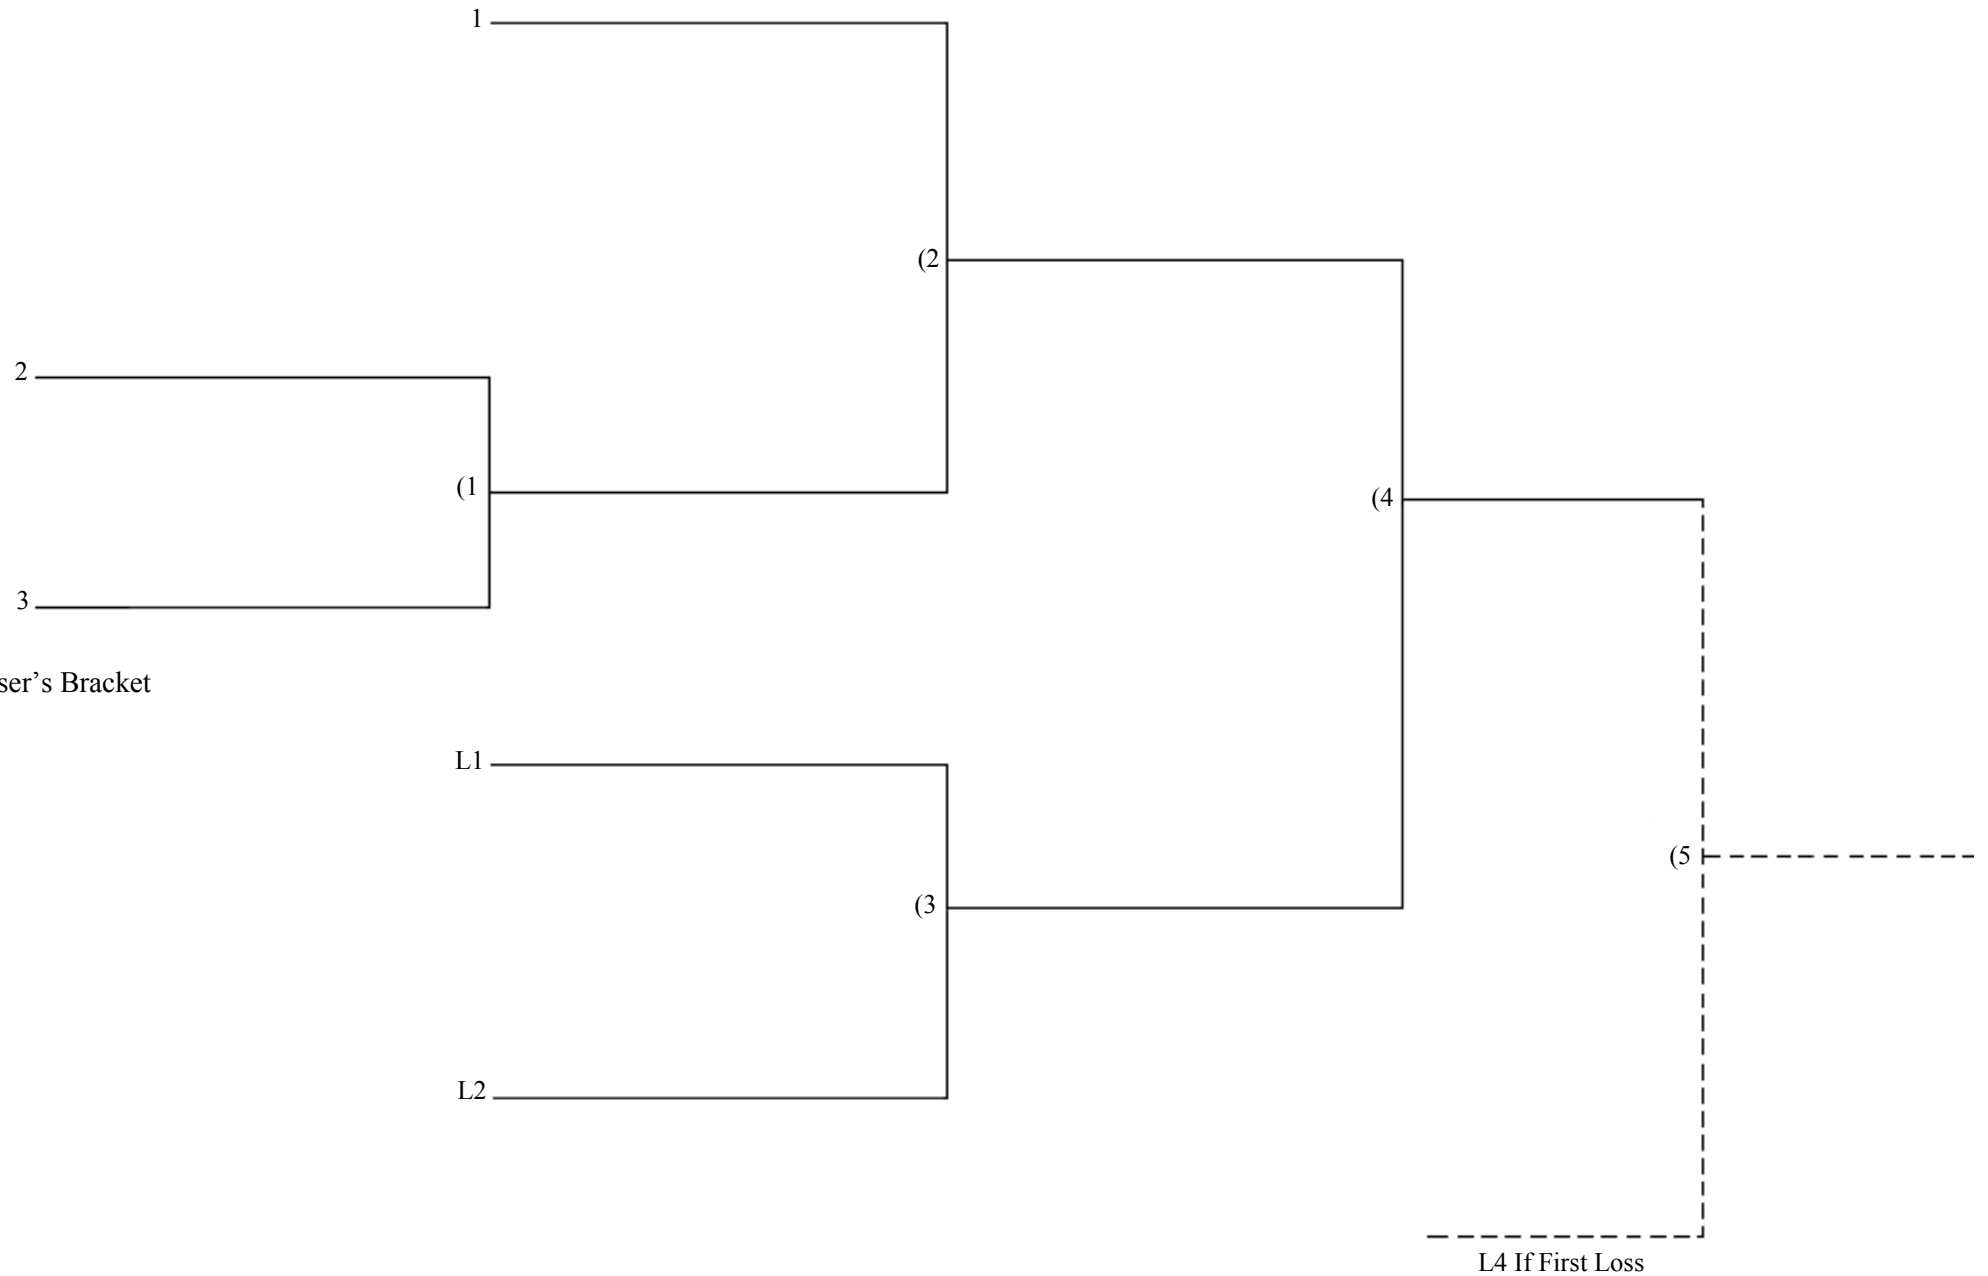 1
(2
2
(1
(4
3
ser’s Bracket
L1
(5
(3
L2
L4 If First Loss